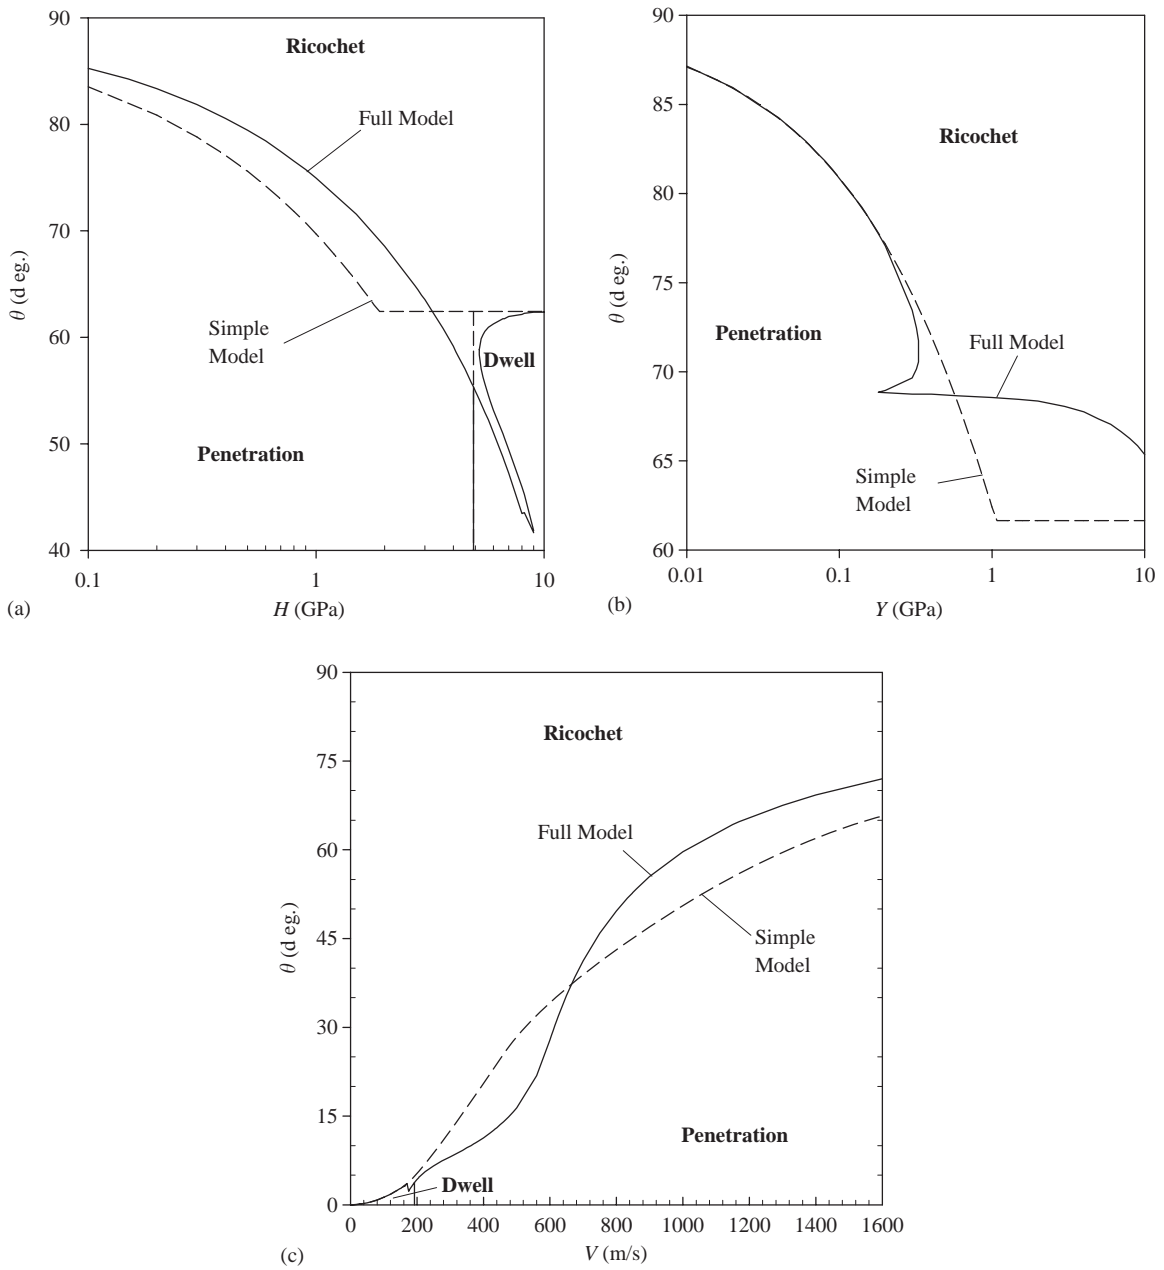 90
80
70
60
50
40
θ (d eg.)
Ricochet
Full Model
Simple
Model
Dwell
Penetration
0.1
1
10
H (GPa)
(a)
90
85
80
75
70
65
60
θ (d eg.)
Ricochet
Penetration
Full Model
Simple
Model
0.01
0.1
1
10
Y (GPa)
(b)
90
75
60
45
30
15
0
θ (d eg.)
Ricochet
Full Model
Simple
Model
Penetration
Dwell
0 200 400 600 800 1000 1200 1400 1600
V (m/s)
(c)